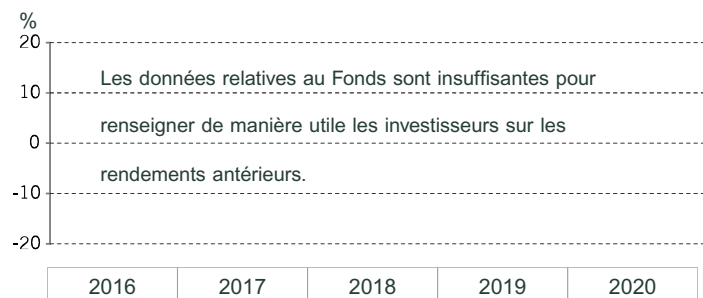 %
20
10
0
-10
-20
Les données relatives au Fonds sont insuffisantes pour
renseigner de manière utile les investisseurs sur les
rendements antérieurs.
2016 2017 2018 2019 2020